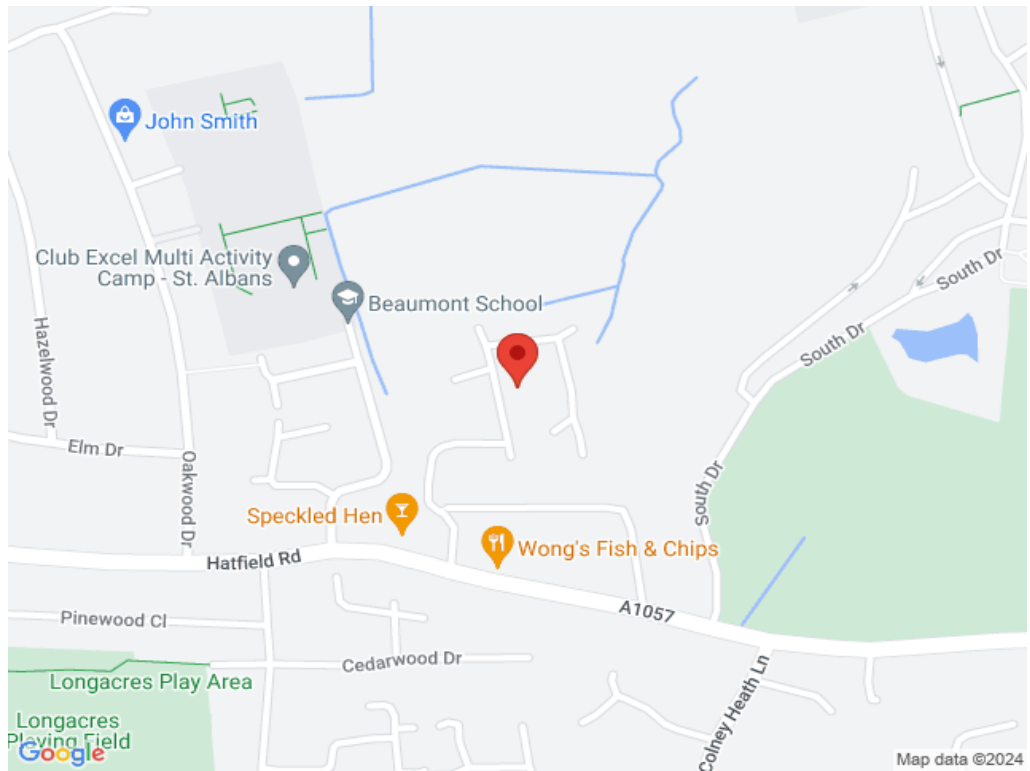 John Smith
Club Excel Multi Activity
Camp - St. Albans
Beaumont School
South Dr
South Dr
Hazelwood Dr
Elm Dr
Oakwood Dr
South Dr
Speckled Hen
Wong's Fish & Chips
Hatfield Rd
A1057
Pinewood Cl
Cedarwood Dr
Longacres Play Area
Colney Heath Ln
Longacres
Playing Field
Google
Map data ©2024